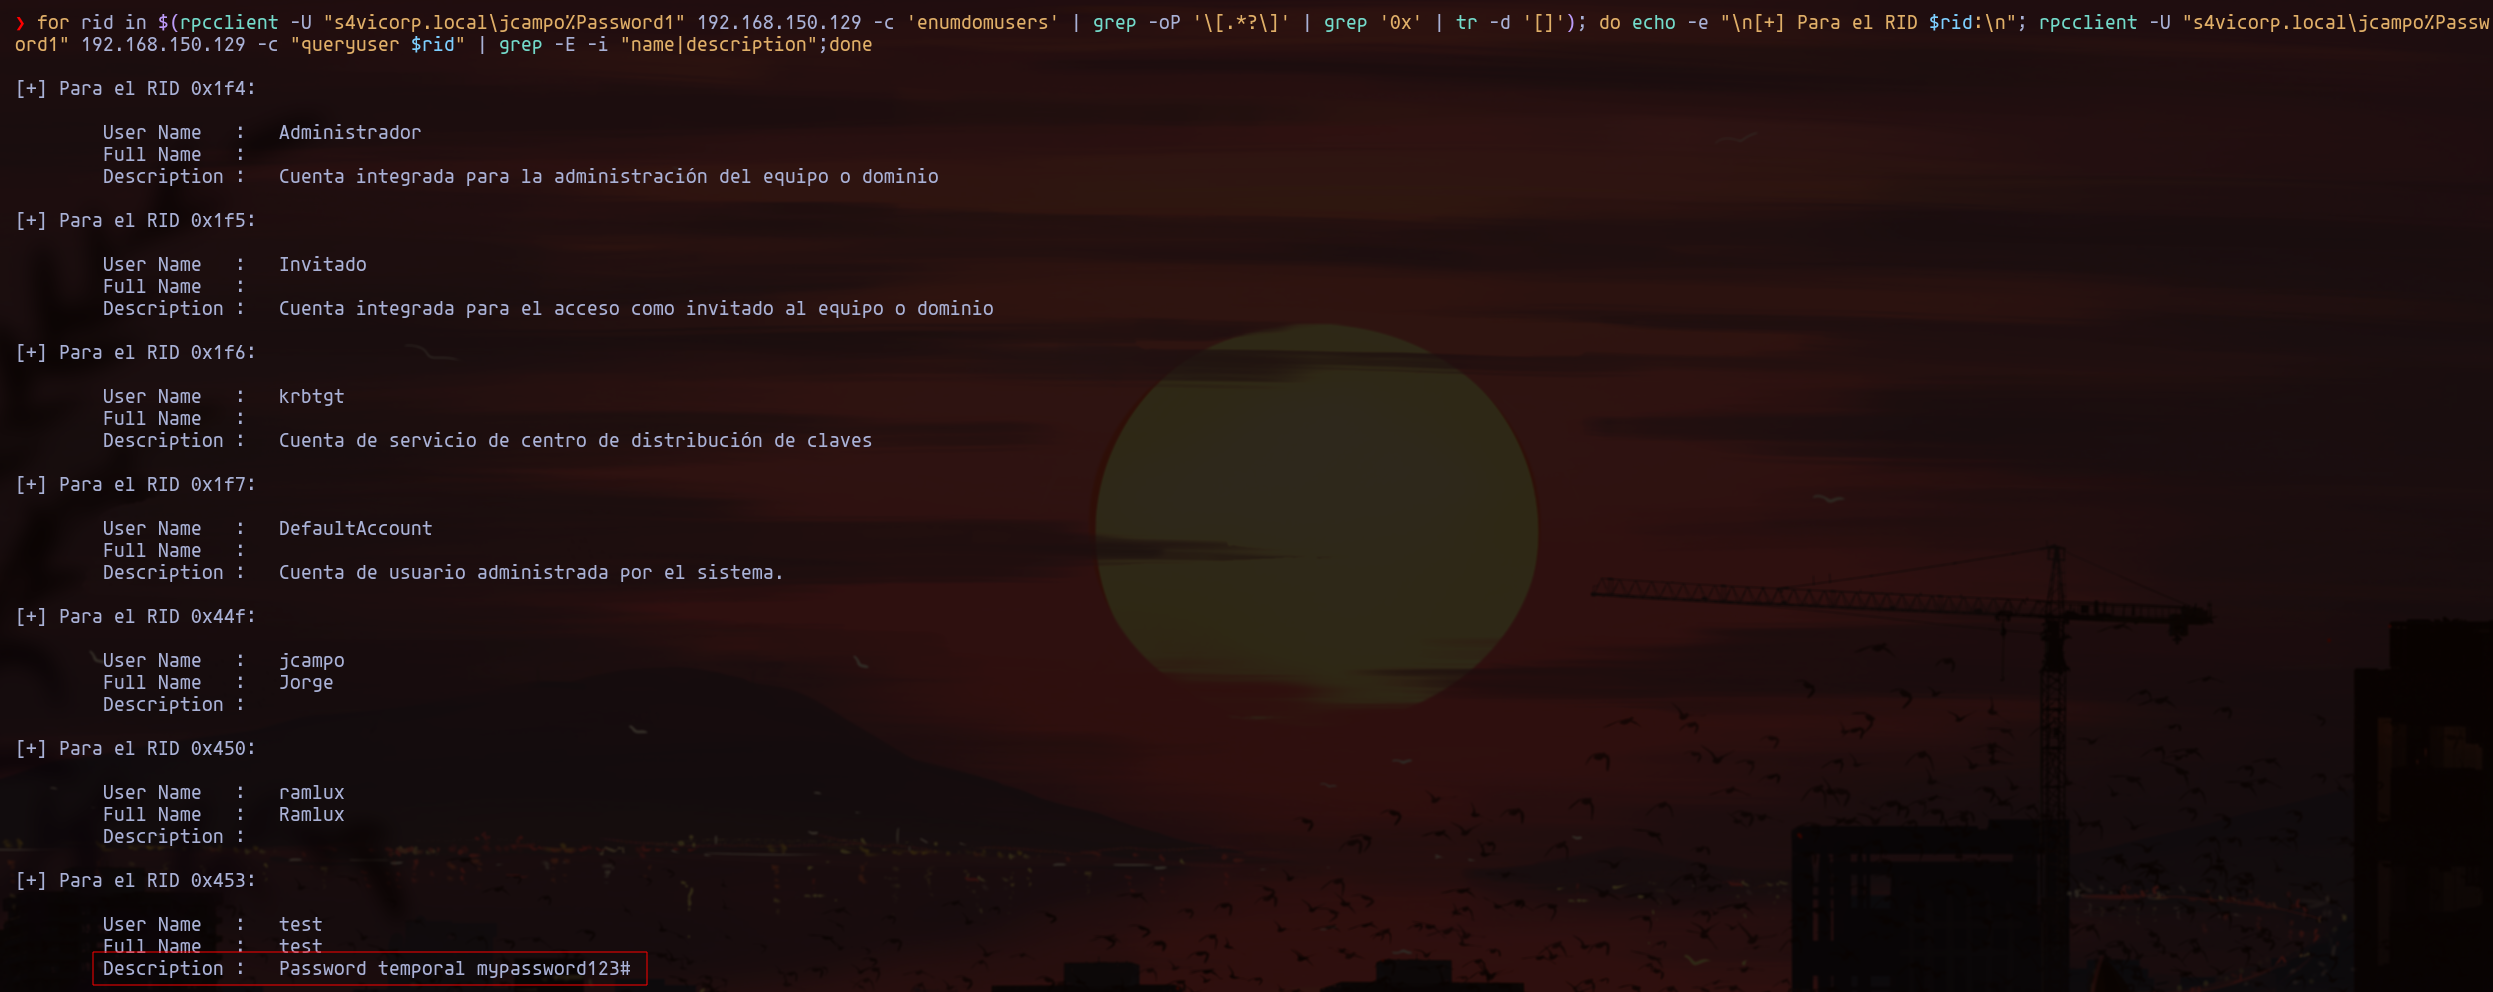 ❯ for rid in $(rpcclient -U "s4vicorp.local\jcampo%Password1" 192.168.150.129 -c 'enumdomusers' | grep -oP '\[.*?\]' | grep '0x' | tr -d '[]'); do echo -e "\n[+] Para el RID $rid:\n"; rpcclient -U "s4vicorp.local\jcampo%Passw
ord1" 192.168.150.129 -c "queryuser $rid" | grep -E -i "name|description";done
[+] Para el RID 0x1f4:
User Name   :   Administrador
Full Name   :
Description :   Cuenta integrada para la administración del equipo o dominio
[+] Para el RID 0x1f5:
User Name   :   Invitado
Full Name   :
Description :   Cuenta integrada para el acceso como invitado al equipo o dominio
[+] Para el RID 0x1f6:
User Name   :   krbtgt
Full Name   :
Description :   Cuenta de servicio de centro de distribución de claves
[+] Para el RID 0x1f7:
User Name   :   DefaultAccount
Full Name   :
Description :   Cuenta de usuario administrada por el sistema.
[+] Para el RID 0x44f:
User Name   :   jcampo
Full Name   :   Jorge
Description :
[+] Para el RID 0x450:
User Name   :   ramlux
Full Name   :   Ramlux
Description :
[+] Para el RID 0x453:
User Name   :   test
Full Name   :   test
Description :   Password temporal mypassword123#